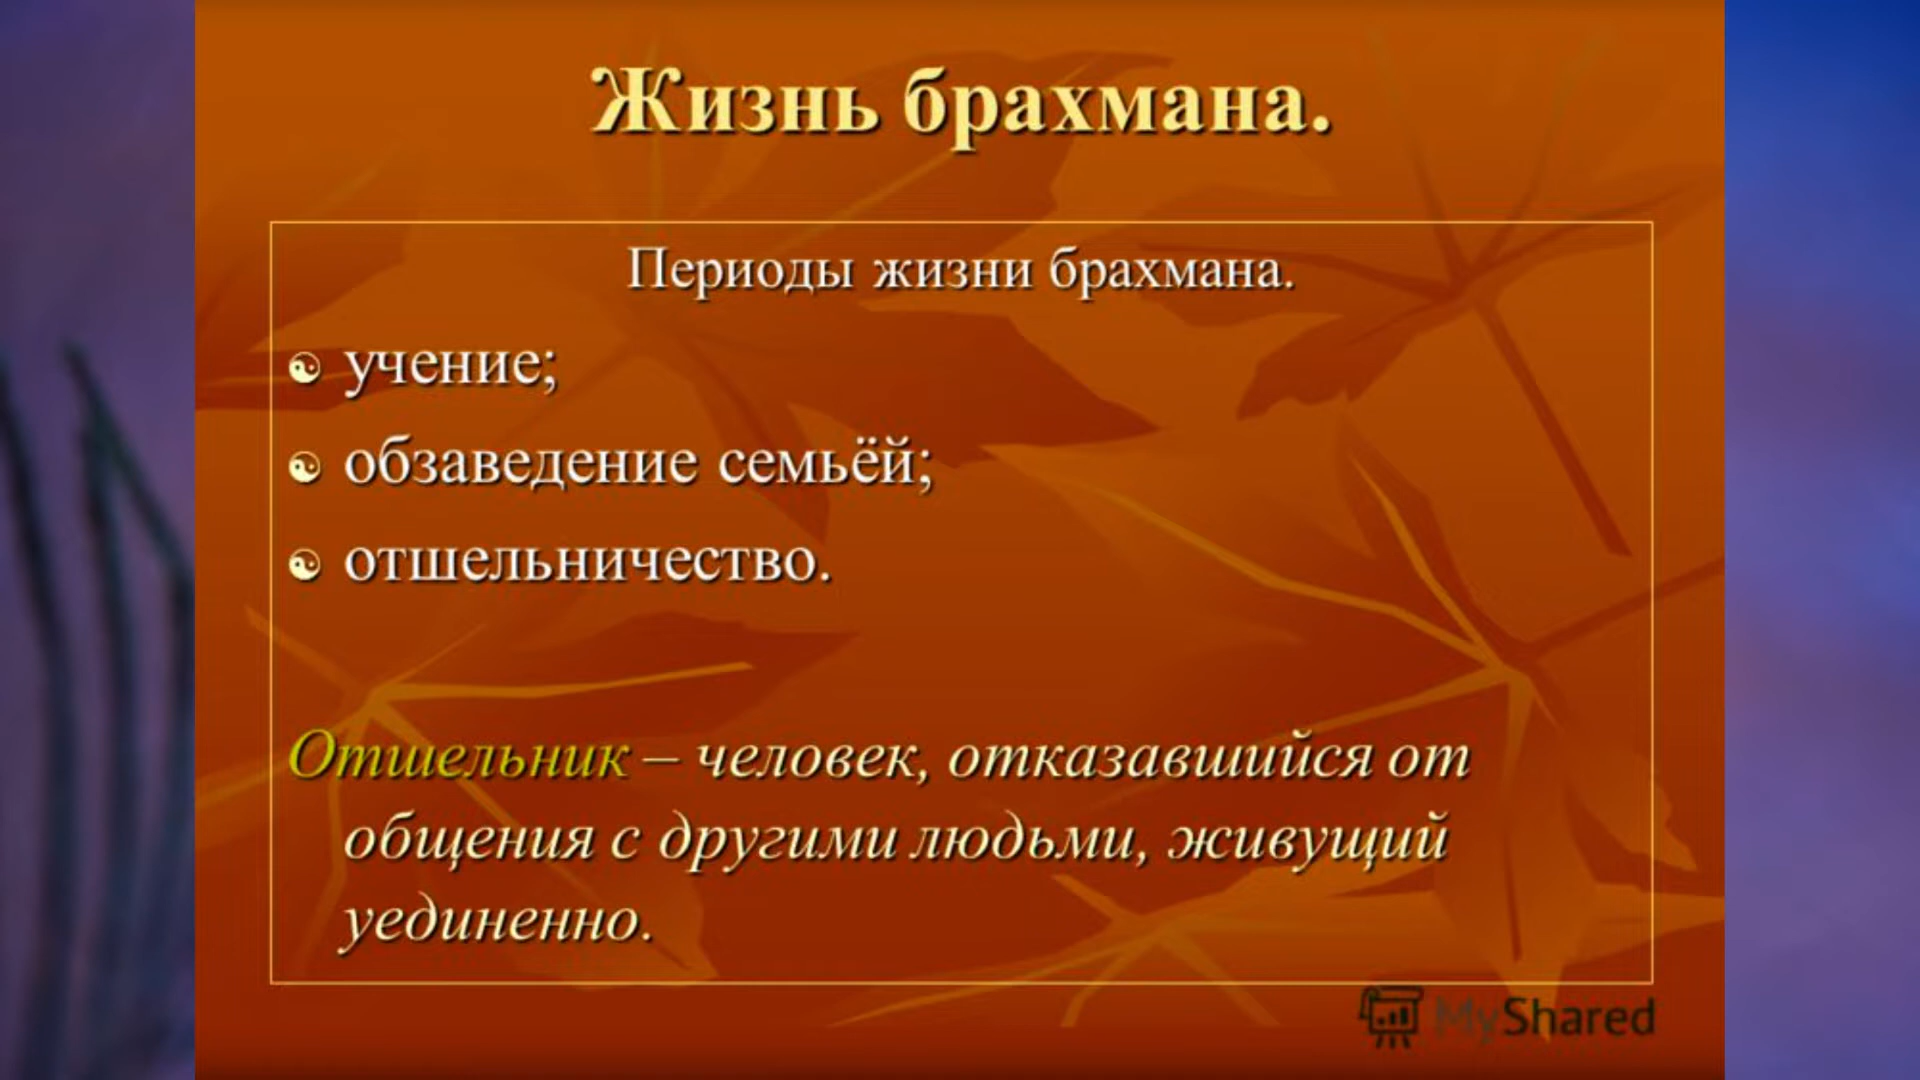 Жизнь брахмана.
Периоды жизни брахмана.
учение;
обзаведение семьёй;
отшельничество.
Отшельник – человек, отказавшийся от
общения с другими людьми, живущий
уединенно.
MyShared